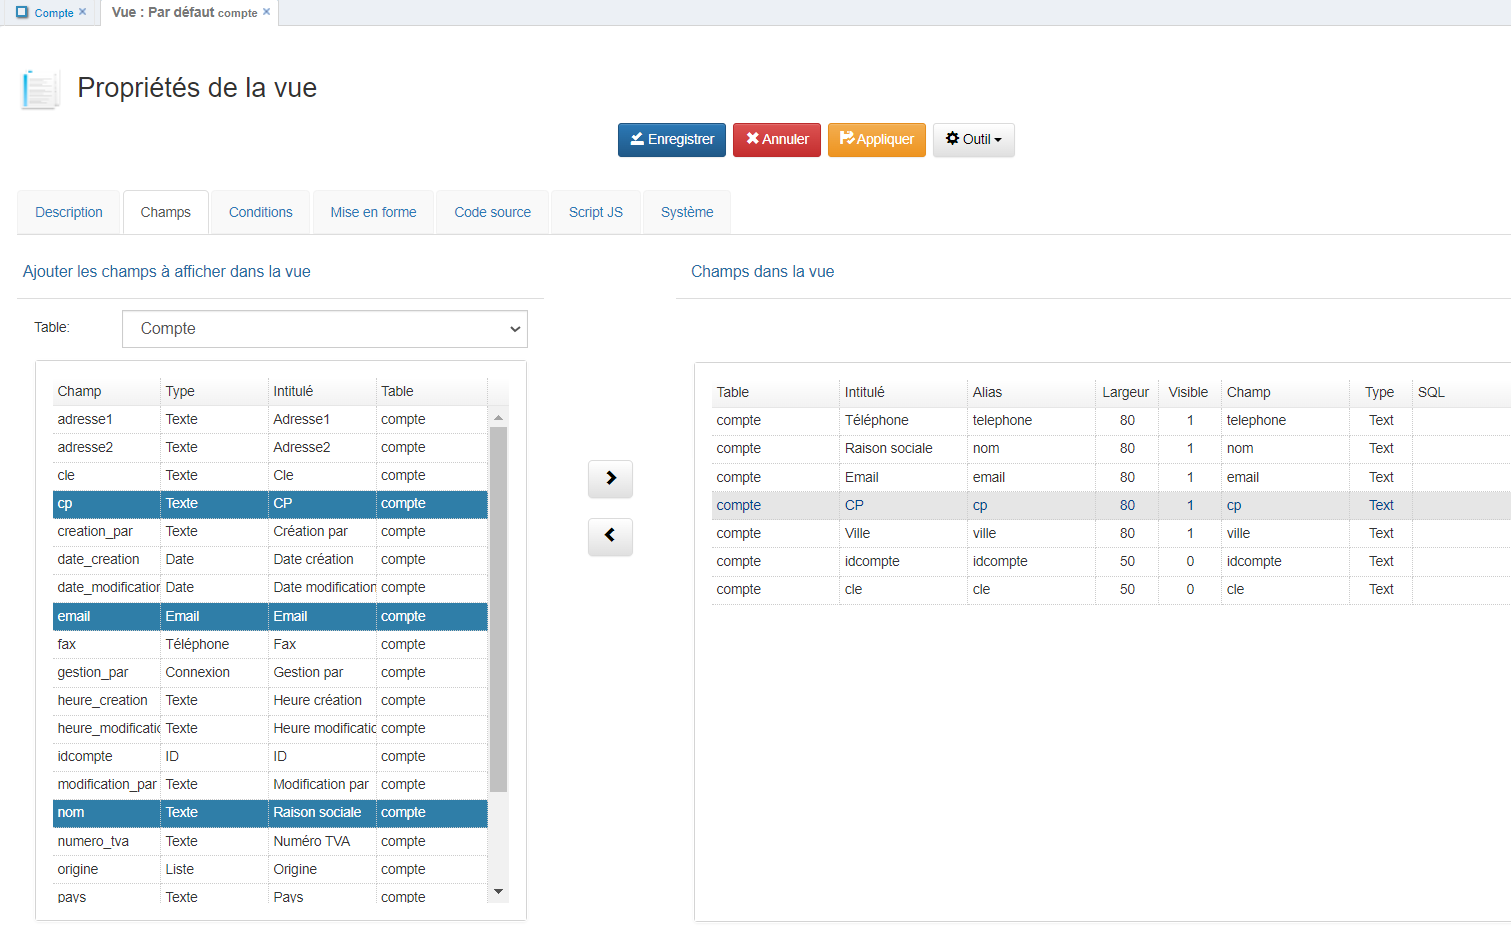 Compte ×
Vue : Par défaut compte ×
Propriétés de la vue
Enregistrer
Annuler
Appliquer
Outil
Description
Champs
Conditions
Mise en forme
Code source
Script JS
Système
Ajouter les champs à afficher dans la vue
Table:
Compte
Champ Type Intitulé Table
adresse1 Texte Adresse1 compte
adresse2 Texte Adresse2 compte
cle Texte Cle compte
cp Texte CP compte
creation_par Texte Création par compte
date_creation Date Date création compte
date_modification Date Date modification compte
email Email Email compte
fax Téléphone Fax compte
gestion_par Connexion Gestion par compte
heure_creation Texte Heure création compte
heure_modificatic Texte Heure modificatic compte
idcompte ID ID compte
modification_par Texte Modification par compte
nom Texte Raison sociale compte
numero_tva Texte Numéro TVA compte
origine Liste Origine compte
pays Texte Pays compte
Champs dans la vue
Table Intitulé Alias Largeur Visible Champ Type SQL
compte Téléphone telephone 80 1 telephone Text
compte Raison sociale nom 80 1 nom Text
compte Email email 80 1 email Text
compte CP cp 80 1 cp Text
compte Ville ville 80 1 ville Text
compte idcompte idcompte 50 0 idcompte Text
compte cle cle 50 0 cle Text